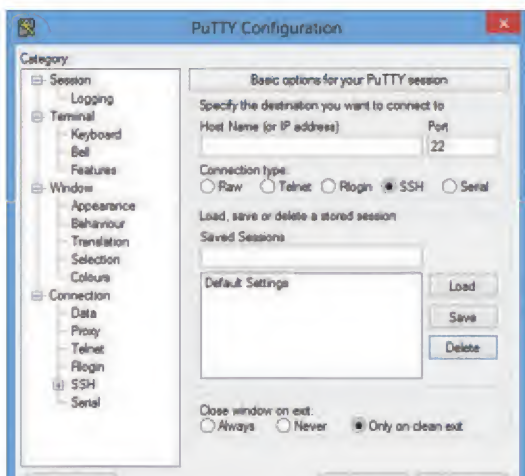 PuTTY Configuration
Category:
Session
Logging
Terminal
Keyboard
Bell
Features
Window
Appearance
Behaviour
Translation
Selection
Colours
Connection
Data
Proxy
Telnet
Rlogin
SSH
Serial
Basic options for your PuTTY session
Specify the destination you want to connect to
Host Name (or IP address) Port
22
Connection type:
Raw Telnet Rlogin SSH Serial
Load, save or delete a stored session
Saved Sessions
Default Settings
Load
Save
Delete
Close window on exit:
Always Never Only on clean exit